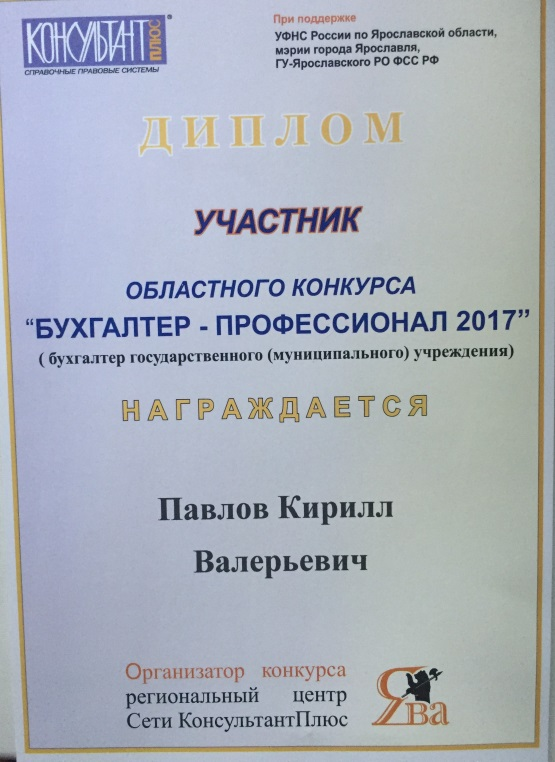 КОНСУЛЬТАНТ ПЛЮС
СПРАВОЧНЫЕ ПРАВОВЫЕ СИСТЕМЫ
При поддержке
УФНС России по Ярославской области,
мэрии города Ярославля,
ГУ-Ярославского РО ФСС РФ
ДИПЛОМ
УЧАСТНИК
ОБЛАСТНОГО КОНКУРСА
“БУХГАЛТЕР - ПРОФЕССИОНАЛ 2017”
( бухгалтер государственного (муниципального) учреждения)
НАГРАЖДАЕТСЯ
Павлов Кирилл
Валерьевич
Организатор конкурса
региональный центр
Сети КонсультантПлюс
Ява